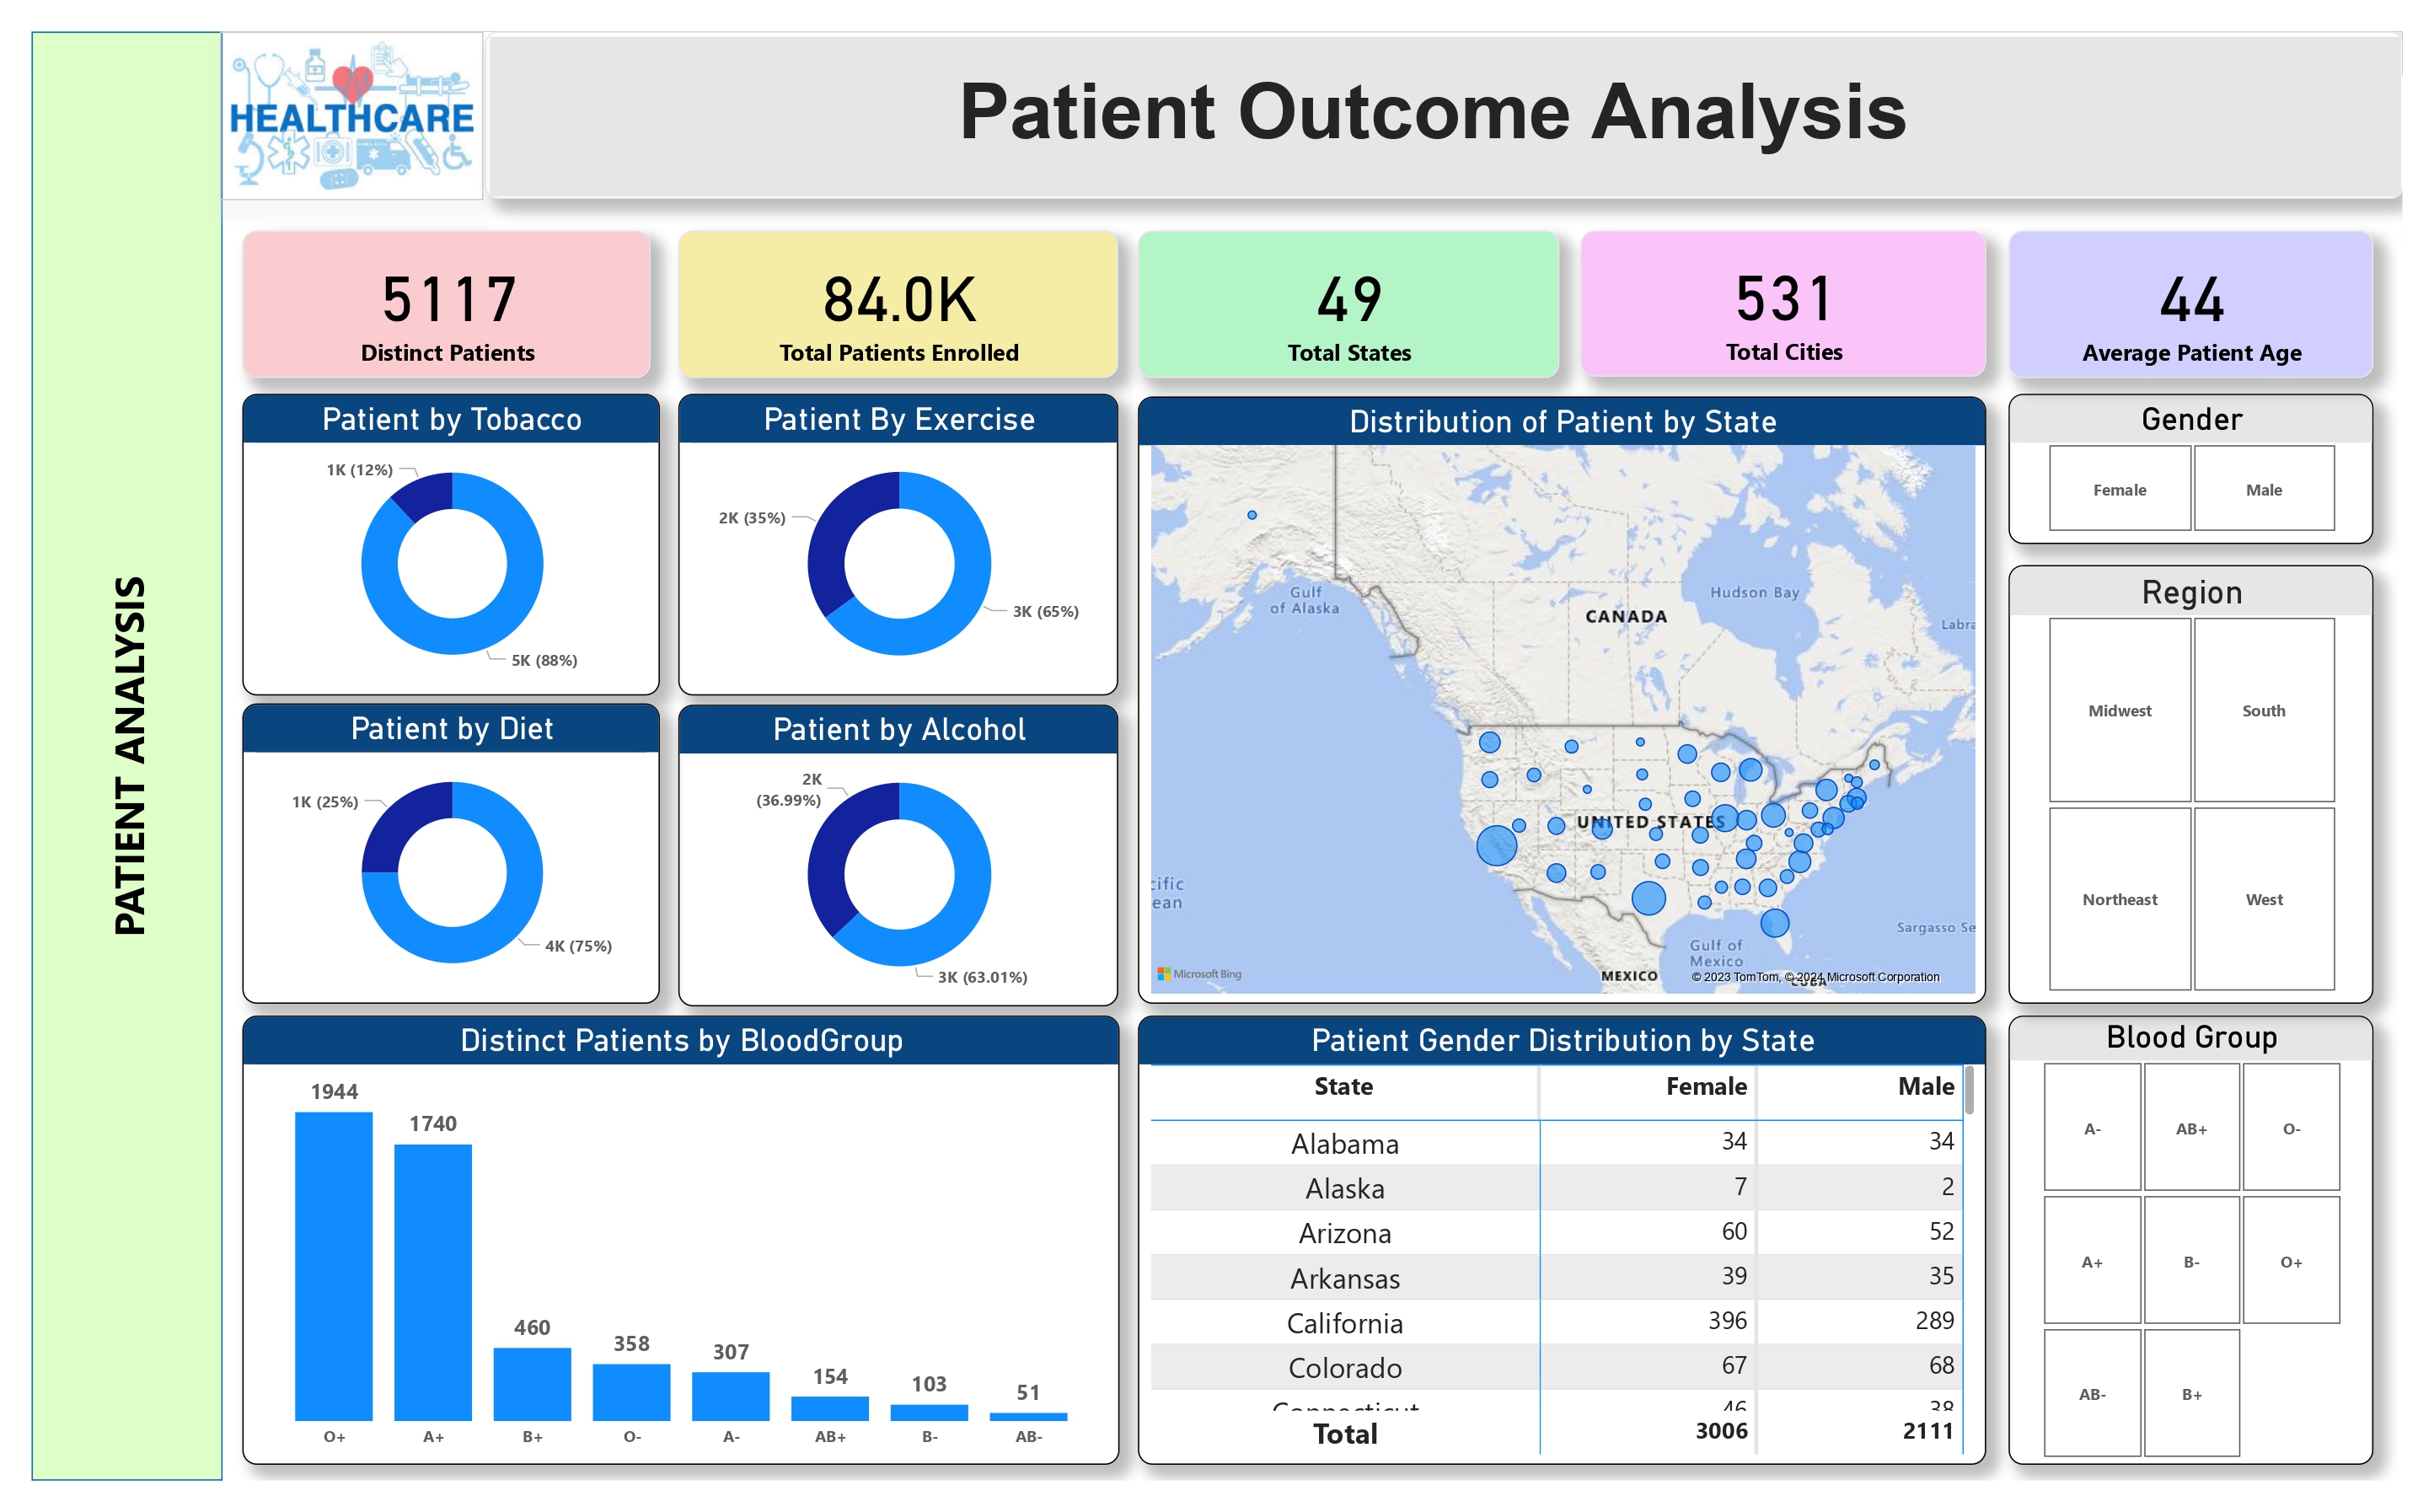 HEALTHCARE
Patient Outcome Analysis
PATIENT ANALYSIS
5117
Distinct Patients
84.0K
Total Patients Enrolled
49
Total States
531
Total Cities
44
Average Patient Age
Patient by Tobacco
1K (12%)
5K (88%)
Patient By Exercise
2K (35%)
3K (65%)
Distribution of Patient by State
Gulf
of Alaska
CANADA
Hudson Bay
Labra
UNITED STATES
cific
ean
Sargasso Se
Gulf of
Mexico
MEXICO
CUBA
Microsoft Bing
© 2023 TomTom, © 2024 Microsoft Corporation
Gender
Female
Male
Region
Midwest
South
Northeast
West
Patient by Diet
1K (25%)
4K (75%)
Patient by Alcohol
2K
(36.99%)
3K (63.01%)
Distinct Patients by BloodGroup
1944
1740
460
358
307
154
103
51
O+
A+
B+
O-
A-
AB+
B-
AB-
Patient Gender Distribution by State
State Female Male
Alabama 34 34
Alaska 7 2
Arizona 60 52
Arkansas 39 35
California 396 289
Colorado 67 68
Connecticut 46 38
Total 3006 2111
Blood Group
A-
AB+
O-
A+
B-
O+
AB-
B+